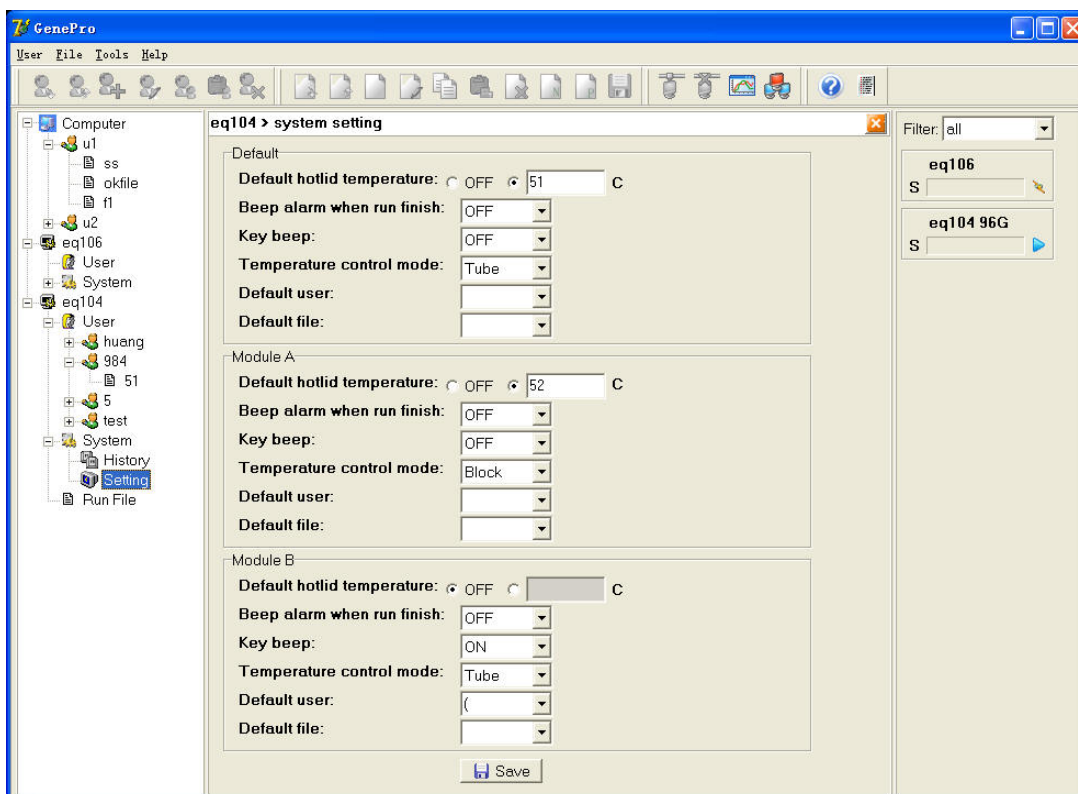 GenePro
User File Tools Help
Computer
u1
ss
okfile
f1
u2
eq106
User
System
eq104
User
huang
984
51
5
test
System
History
Setting
Run File
eq104 > system setting
Default
Default hotlid temperature: OFF 51 C
Beep alarm when run finish: OFF
Key beep: OFF
Temperature control mode: Tube
Default user:
Default file:
Module A
Default hotlid temperature: OFF 52 C
Beep alarm when run finish: OFF
Key beep: OFF
Temperature control mode: Block
Default user:
Default file:
Module B
Default hotlid temperature: OFF C
Beep alarm when run finish: OFF
Key beep: ON
Temperature control mode: Tube
Default user: (
Default file:
Save
Filter: all
eq106
S
eq104 96G
S